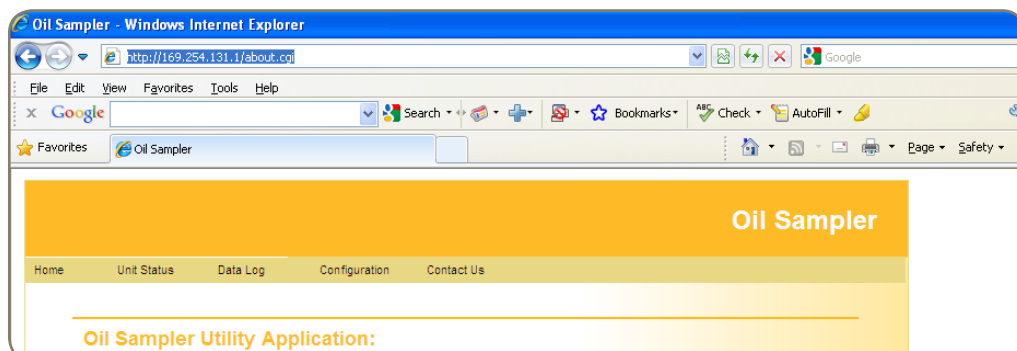 Oil Sampler - Windows Internet Explorer
http://169.254.131.1/about.cgi
Google
File Edit View Favorites Tools Help
x Google Search Bookmarks ABC Check AutoFill
Favorites Oil Sampler Page Safety
Oil Sampler
Home Unit Status Data Log Configuration Contact Us
Oil Sampler Utility Application: